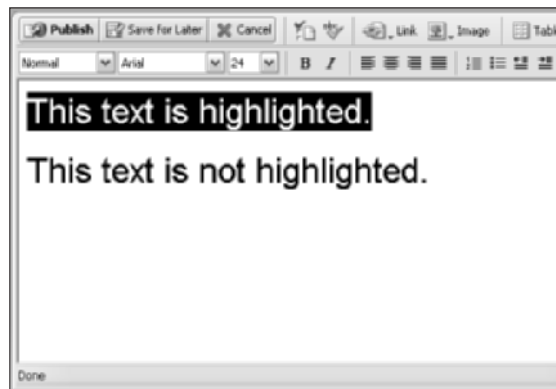 Publish Save for Later Cancel Link Image Tabl
Normal Arial 24 B I
This text is highlighted.
This text is not highlighted.
Done